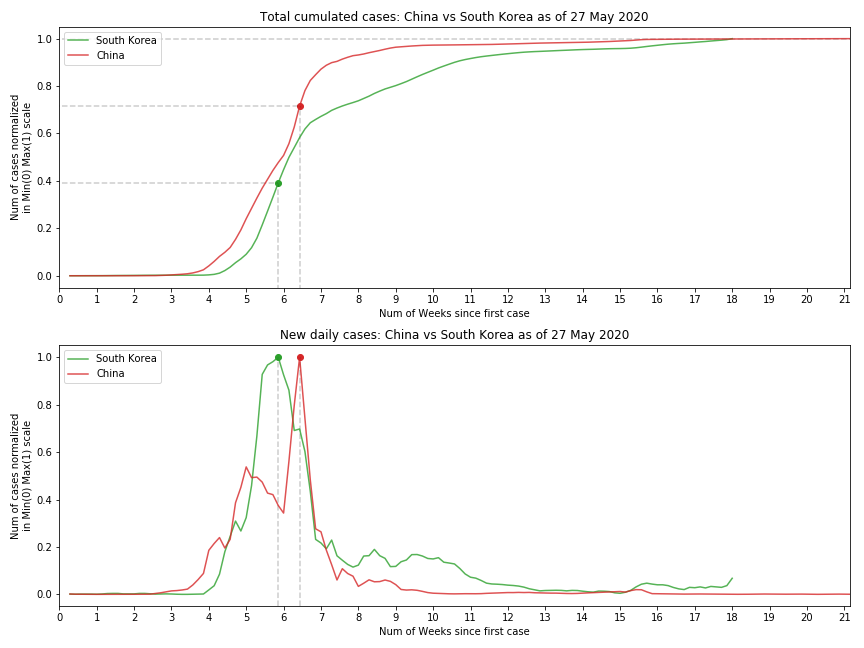 Total cumulated cases: China vs South Korea as of 27 May 2020
Num of cases normalized
in Min(0) Max(1) scale
1.0
0.8
0.6
0.4
0.2
0.0
South Korea
China
0 1 2 3 4 5 6 7 8 9 10 11 12 13 14 15 16 17 18 19 20 21
Num of Weeks since first case
New daily cases: China vs South Korea as of 27 May 2020
Num of cases normalized
in Min(0) Max(1) scale
1.0
0.8
0.6
0.4
0.2
0.0
South Korea
China
0 1 2 3 4 5 6 7 8 9 10 11 12 13 14 15 16 17 18 19 20 21
Num of Weeks since first case